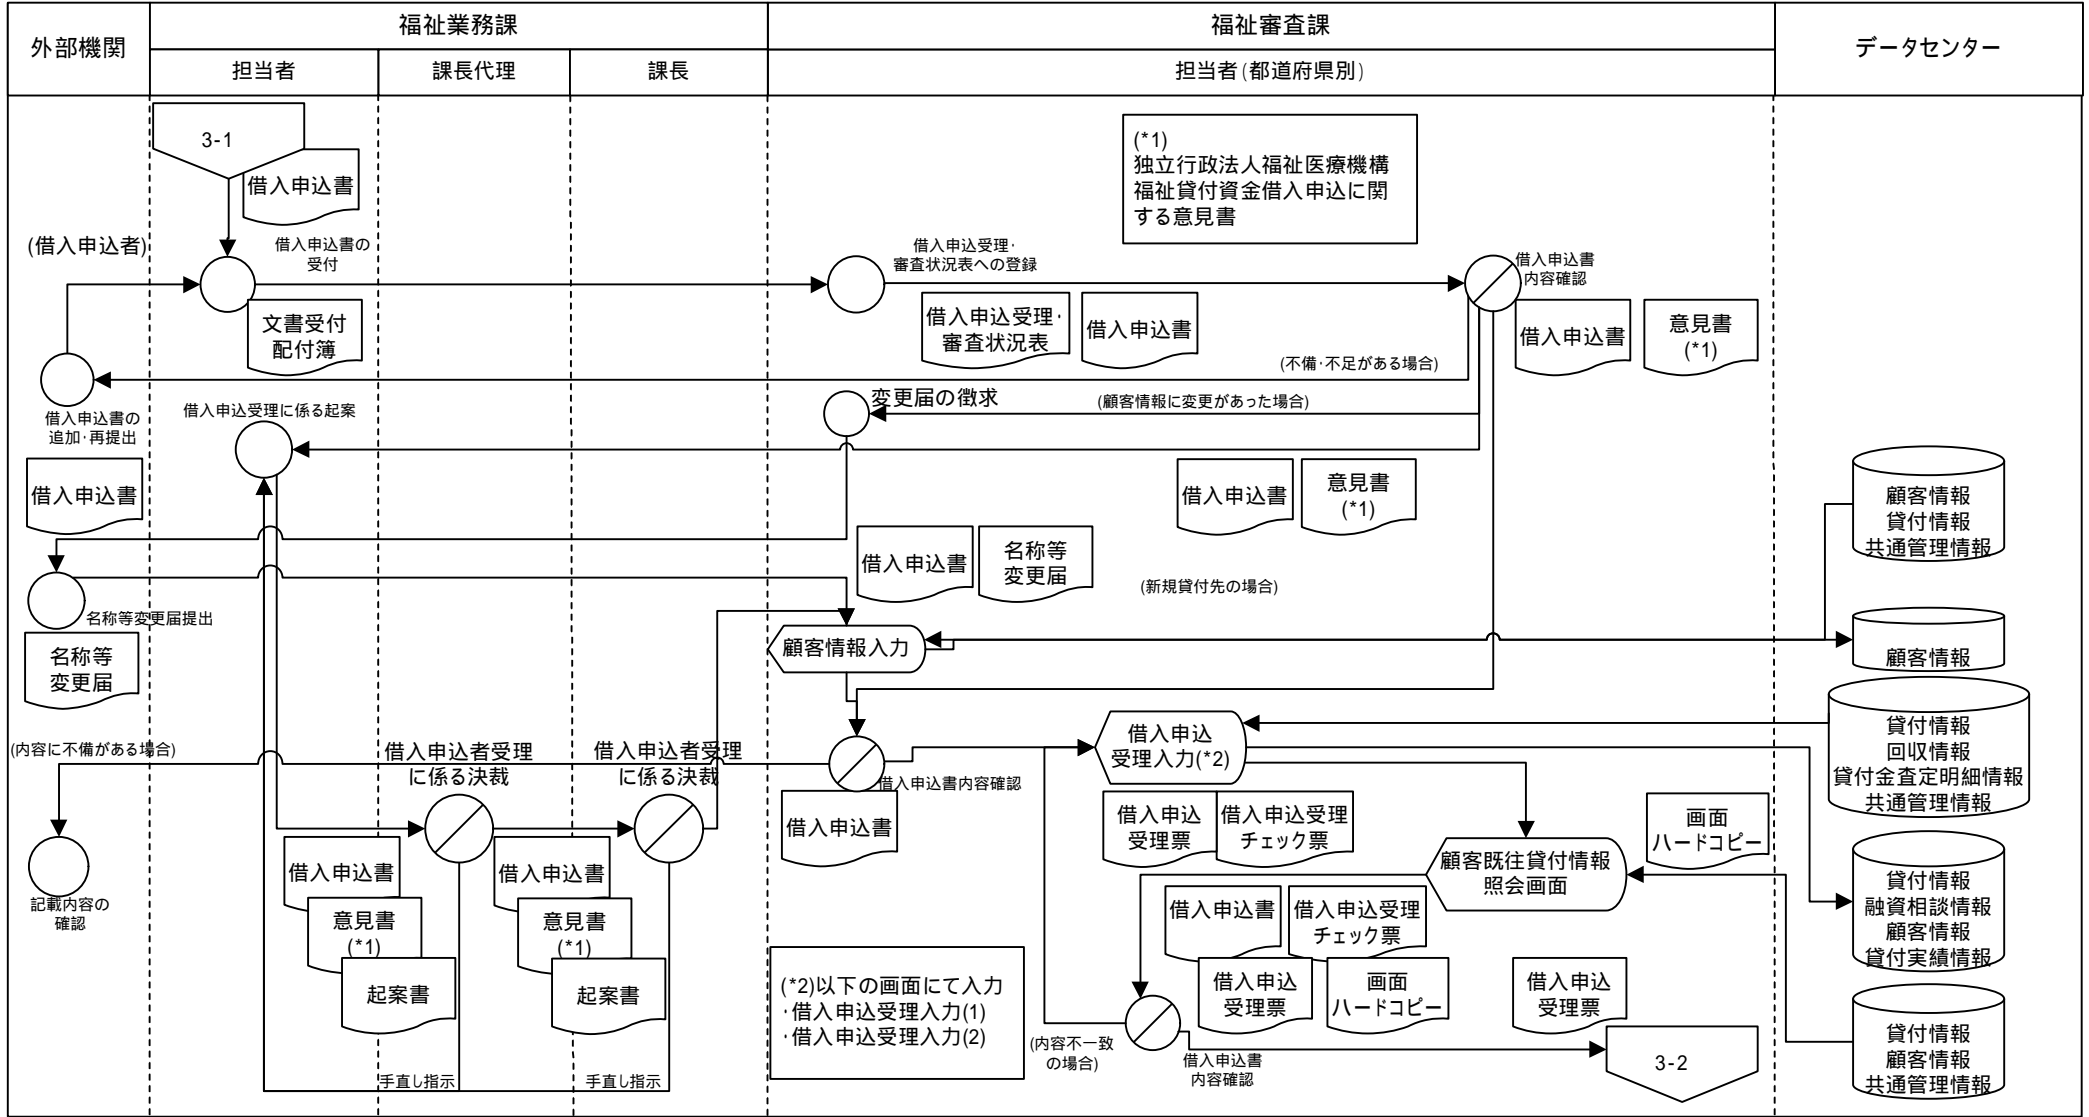 外部機関
福祉業務課
福祉審査課
データセンター
担当者
課長代理
課長
担当者(都道府県別)
3-1
借入申込書
(*1)
独立行政法人福祉医療機構
福祉貸付資金借入申込に関
する意見書
(借入申込者)
借入申込書の
受付
借入申込受理・
審査状況表への登録
借入申込書
内容確認
文書受付
配付簿
借入申込受理・
審査状況表
借入申込書
借入申込書
意見書
(*1)
(不備・不足がある場合)
借入申込書の
追加・再提出
借入申込受理に係る起案
変更届の徴求
(顧客情報に変更があった場合)
借入申込書
借入申込書
意見書
(*1)
顧客情報
貸付情報
共通管理情報
借入申込書
名称等
変更届
(新規貸付先の場合)
名称等変更届提出
名称等
変更届
顧客情報入力
顧客情報
(内容に不備がある場合)
借入申込者受理
に係る決裁
借入申込者受理
に係る決裁
借入申込書内容確認
借入申込書
借入申込
受理入力(*2)
貸付情報
回収情報
貸付金査定明細情報
共通管理情報
借入申込
受理票
借入申込受理
チェック票
画面
ハードコピー
記載内容の
確認
借入申込書
意見書
(*1)
起案書
借入申込書
意見書
(*1)
起案書
顧客既往貸付情報
照会画面
貸付情報
融資相談情報
顧客情報
貸付実績情報
借入申込書
借入申込受理
チェック票
借入申込
受理票
画面
ハードコピー
借入申込
受理票
(*2)以下の画面にて入力
・借入申込受理入力(1)
・借入申込受理入力(2)
(内容不一致
の場合)
借入申込書
内容確認
3-2
貸付情報
顧客情報
共通管理情報
手直し指示
手直し指示